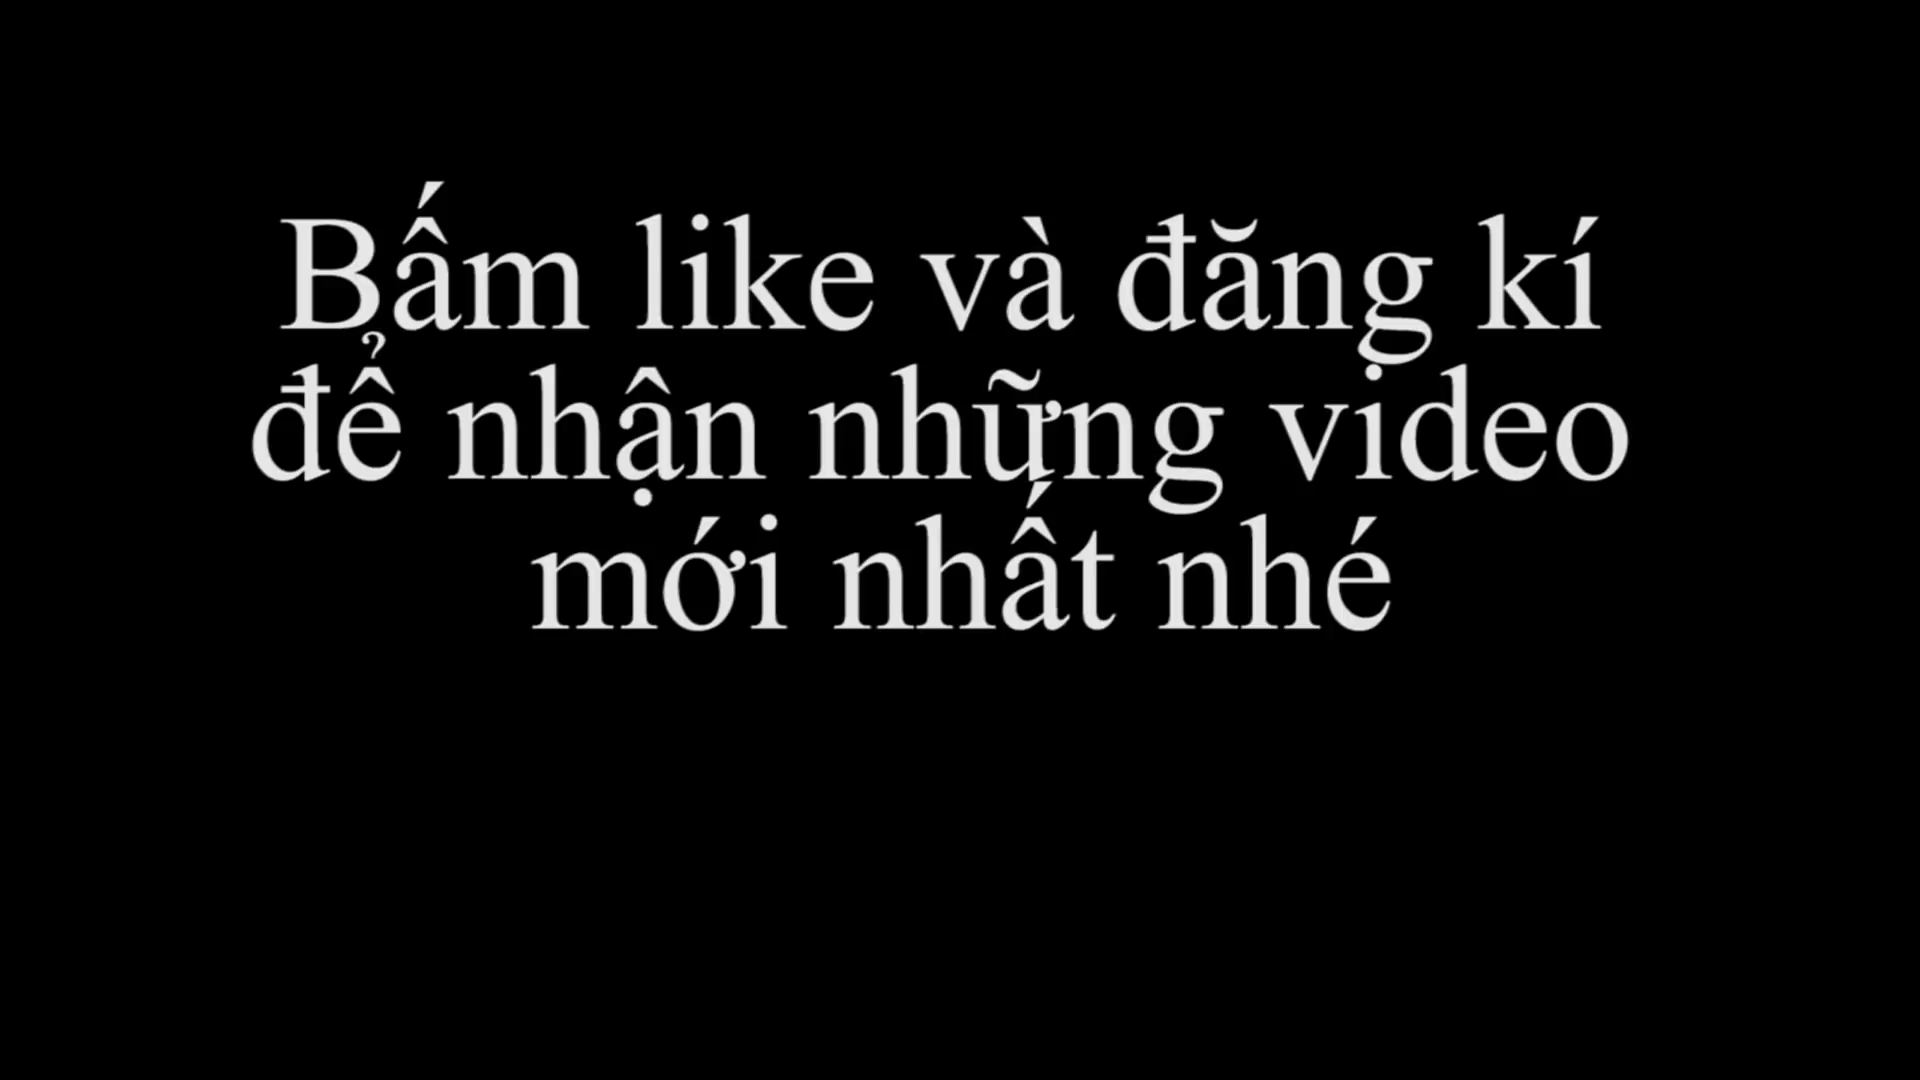 Bấm like và đăng kí
để nhận những video
mới nhất nhé